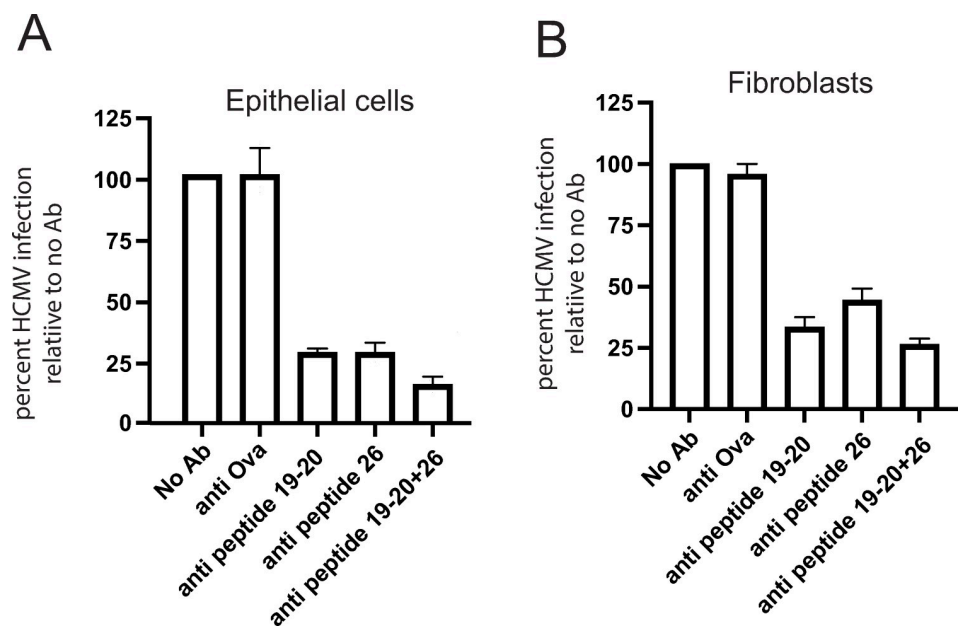 A
Epithelial cells
percent HCMV infection
relatiive to no Ab
125
100
75
50
25
0
No Ab
anti Ova
anti peptide 19-20
anti peptide 26
anti peptide 19-20+26
B
Fibroblasts
percent HCMV infection
relatiive to no Ab
125
100
75
50
25
0
No Ab
anti Ova
anti peptide 19-20
anti peptide 26
anti peptide 19-20+26